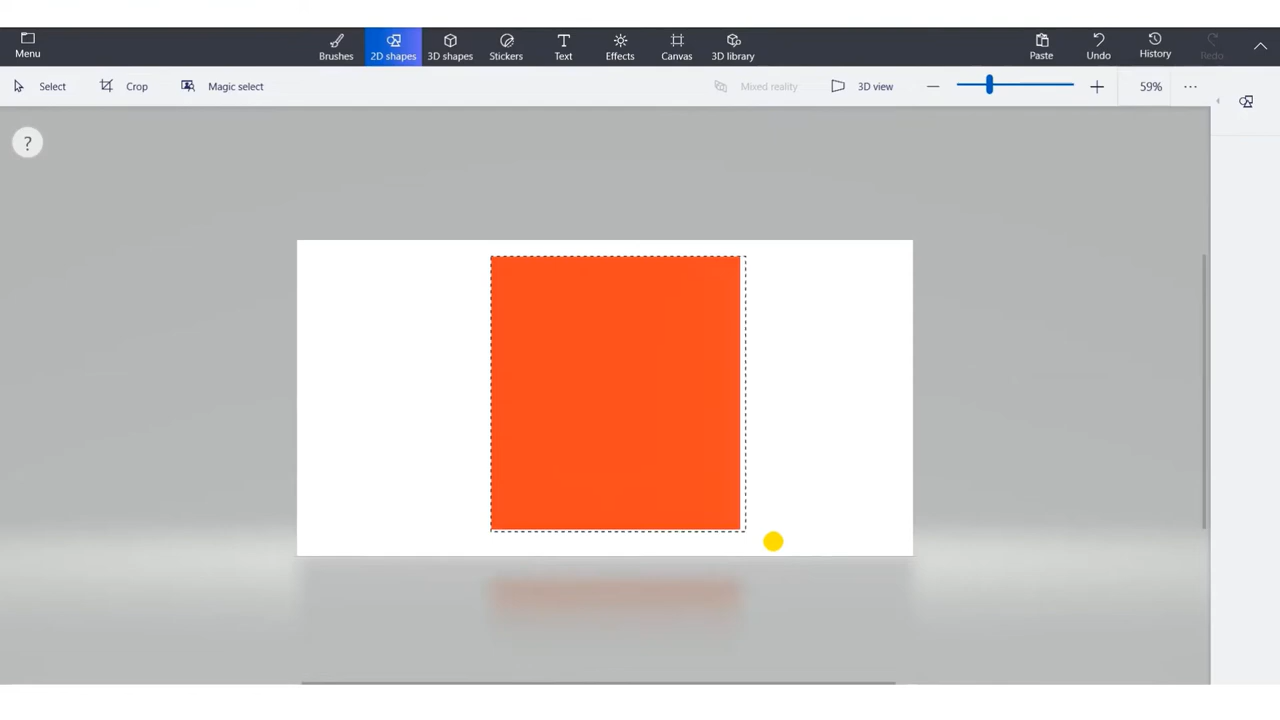 Menu
Brushes
2D shapes
3D shapes
Stickers
Text
Effects
Canvas
3D library
Paste
Undo
History
Redo
Select
Crop
Magic select
Mixed reality
3D view
59%
?